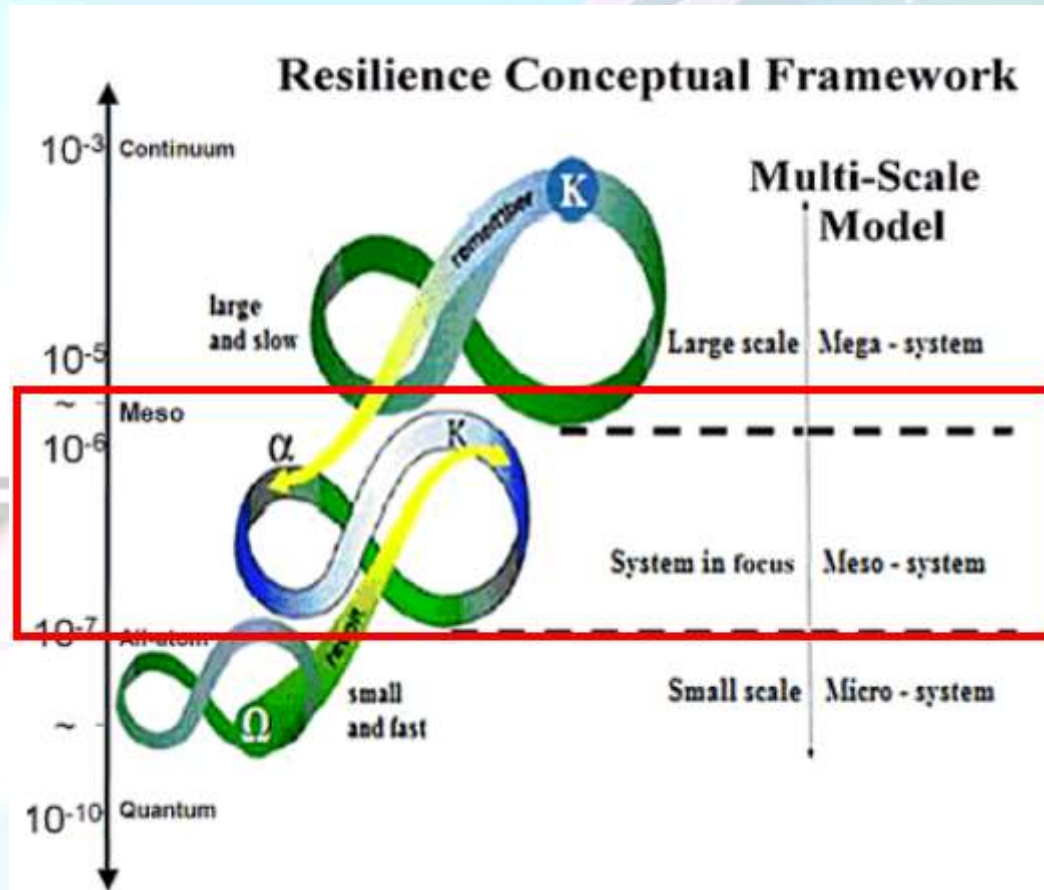 Resilience Conceptual Framework
10⁻³ Continuum
K
Multi-Scale
Model
remember
large
and slow
10⁻⁵
Large scale Mega - system
~
Meso
10⁻⁶
α
K
System in focus Meso - system
10⁻⁷
All-atom
revolt
small
and fast
Small scale Micro - system
~
Ω
10⁻¹⁰ Quantum